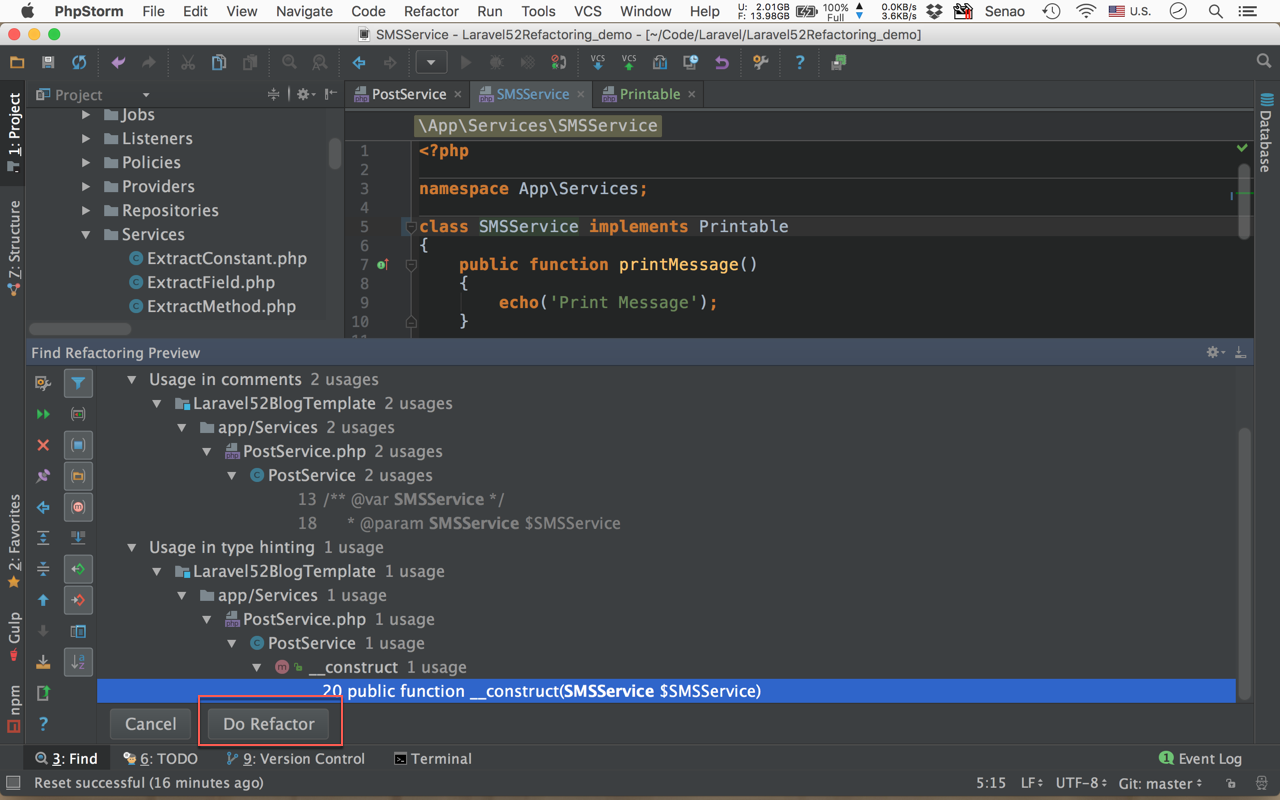 PhpStorm File Edit View Navigate Code Refactor Run Tools VCS Window Help U: 2.01GB F: 13.98GB 100% Full 0.0KB/s 3.6KB/s Senao U.S.
SMSService - Laravel52Refactoring_demo - [~/Code/Laravel/Laravel52Refactoring_demo]
VCS VCS
1: Project
7: Structure
2: Favorites
Gulp
npm
Database
Project
Jobs
Listeners
Policies
Providers
Repositories
Services
ExtractConstant.php
ExtractField.php
ExtractMethod.php
PostService SMSService Printable
\App\Services\SMSService
1 <?php
2
3 namespace App\Services;
4
5 class SMSService implements Printable
6 {
7 public function printMessage()
8 {
9 echo('Print Message');
10 }
Find Refactoring Preview
Usage in comments 2 usages
Laravel52BlogTemplate 2 usages
app/Services 2 usages
PostService.php 2 usages
PostService 2 usages
13 /** @var SMSService */
18 * @param SMSService $SMSService
Usage in type hinting 1 usage
Laravel52BlogTemplate 1 usage
app/Services 1 usage
PostService.php 1 usage
PostService 1 usage
__construct 1 usage
20 public function __construct(SMSService $SMSService)
Cancel Do Refactor
3: Find 6: TODO 9: Version Control Terminal 1 Event Log
Reset successful (16 minutes ago) 5:15 LF UTF-8 Git: master